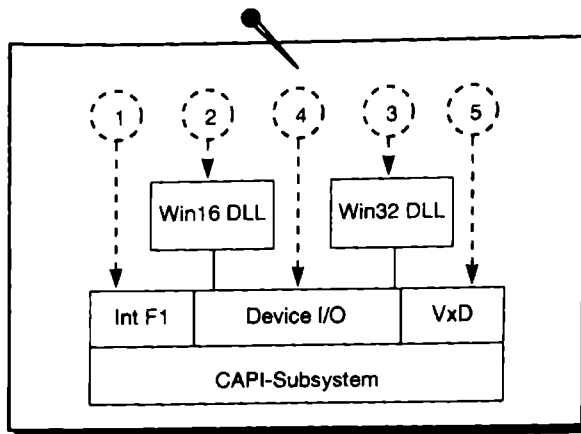 1 2 4 3 5
Win16 DLL Win32 DLL
Int F1 Device I/O VxD
CAPI-Subsystem